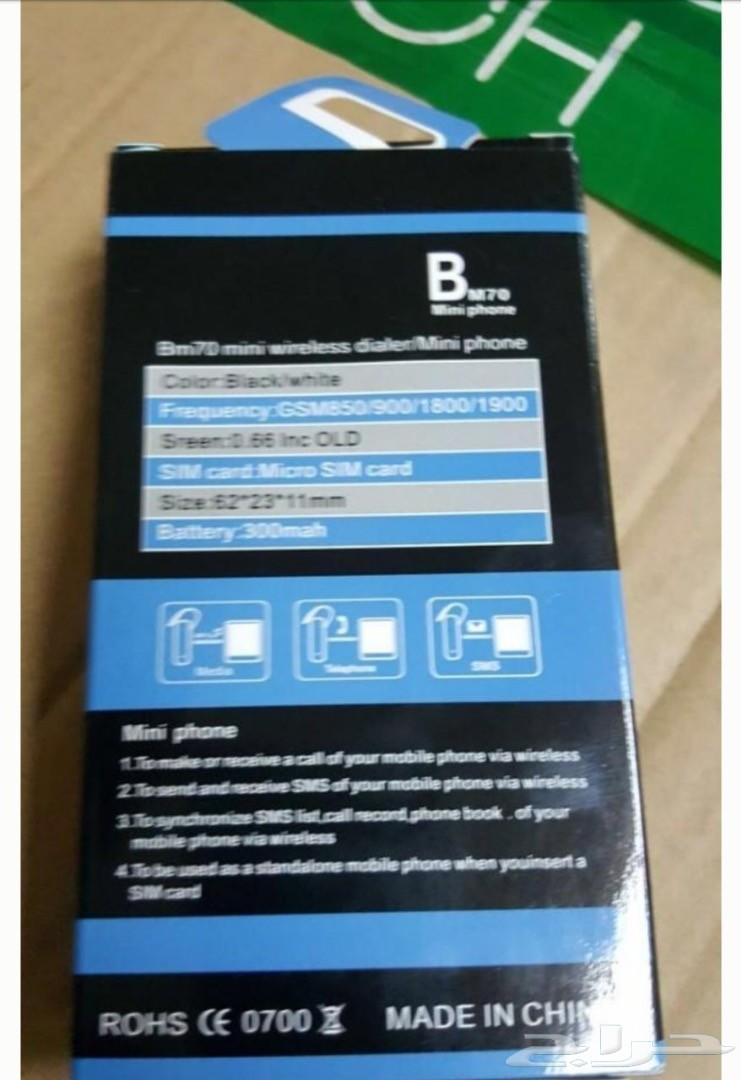 CH
BM70
Mini phone
Bm70 mini wireless dialer/Mini phone
Color:Black/white
Frequency:GSM850/900/1800/1900
Sreen:0.66 Inc OLD
SIM card:Micro SIM card
Size:62*23*11mm
Battery:300mah
Media Telephone SMS
Mini phone
1.To make or receive a call of your mobile phone via wireless
2.To send and receive SMS of your mobile phone via wireless
3.To synchronize SMS list,call record,phone book . of your
mobile phone via wireless
4.To be used as a standalone mobile phone when youinsert a
SIM card
ROHS CE 0700 MADE IN CHIN
حراج